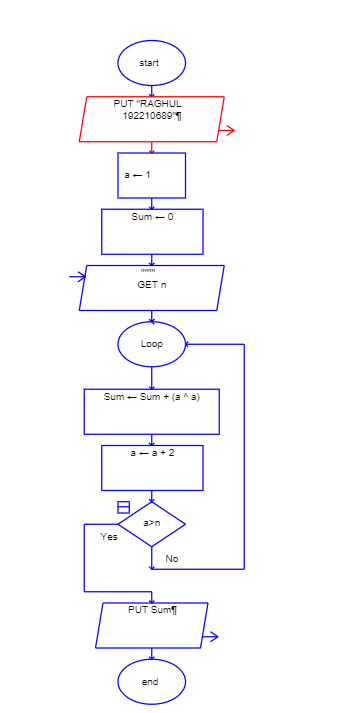 start
PUT "RAGHUL
192210689"¶
a ← 1
Sum ← 0
""""
GET n
Loop
Sum ← Sum + (a ^ a)
a ← a + 2
a>n
Yes
No
PUT Sum¶
end